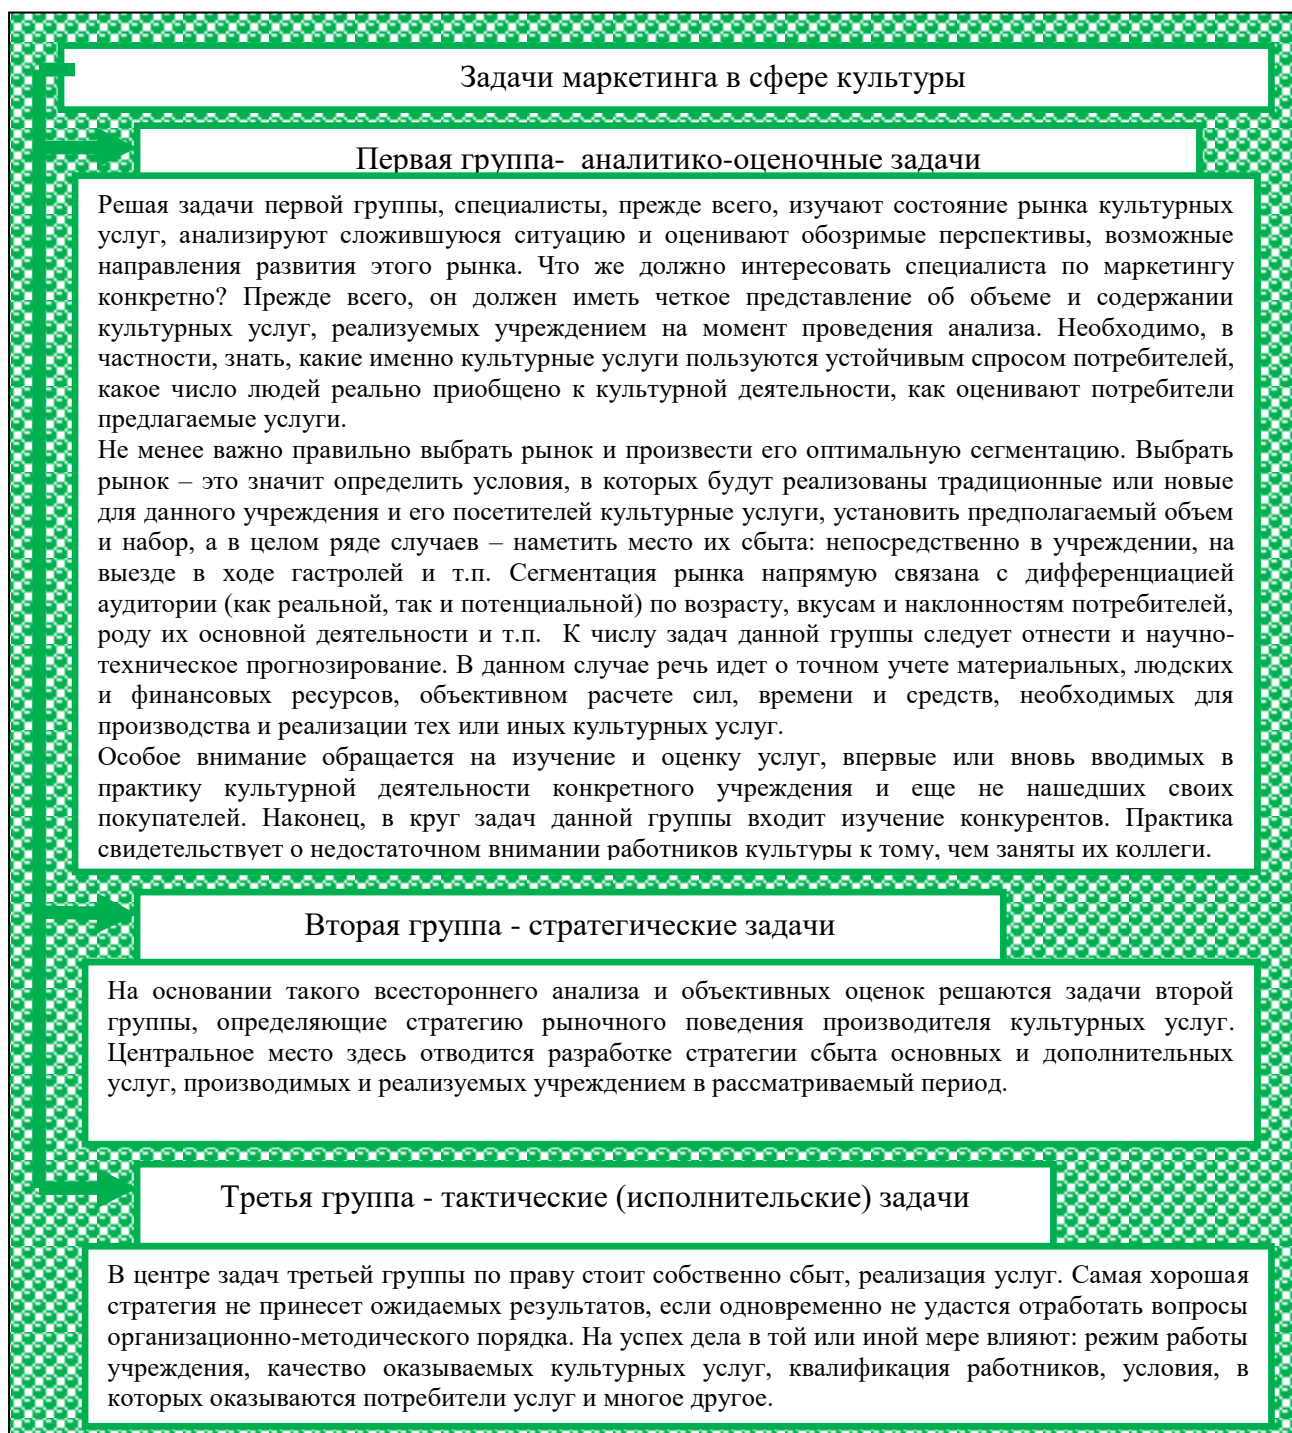 Задачи маркетинга в сфере культуры
Первая группа- аналитико-оценочные задачи
Решая задачи первой группы, специалисты, прежде всего, изучают состояние рынка культурных
услуг, анализируют сложившуюся ситуацию и оценивают обозримые перспективы, возможные
направления развития этого рынка. Что же должно интересовать специалиста по маркетингу
конкретно? Прежде всего, он должен иметь четкое представление об объеме и содержании
культурных услуг, реализуемых учреждением на момент проведения анализа. Необходимо, в
частности, знать, какие именно культурные услуги пользуются устойчивым спросом потребителей,
какое число людей реально приобщено к культурной деятельности, как оценивают потребители
предлагаемые услуги.
Не менее важно правильно выбрать рынок и произвести его оптимальную сегментацию. Выбрать
рынок – это значит определить условия, в которых будут реализованы традиционные или новые
для данного учреждения и его посетителей культурные услуги, установить предполагаемый объем
и набор, а в целом ряде случаев – наметить место их сбыта: непосредственно в учреждении, на
выезде в ходе гастролей и т.п. Сегментация рынка напрямую связана с дифференциацией
аудитории (как реальной, так и потенциальной) по возрасту, вкусам и наклонностям потребителей,
роду их основной деятельности и т.п. К числу задач данной группы следует отнести и научно-
техническое прогнозирование. В данном случае речь идет о точном учете материальных, людских
и финансовых ресурсов, объективном расчете сил, времени и средств, необходимых для
производства и реализации тех или иных культурных услуг.
Особое внимание обращается на изучение и оценку услуг, впервые или вновь вводимых в
практику культурной деятельности конкретного учреждения и еще не нашедших своих
покупателей. Наконец, в круг задач данной группы входит изучение конкурентов. Практика
свидетельствует о недостаточном внимании работников культуры к тому, чем заняты их коллеги.
Вторая группа - стратегические задачи
На основании такого всестороннего анализа и объективных оценок решаются задачи второй
группы, определяющие стратегию рыночного поведения производителя культурных услуг.
Центральное место здесь отводится разработке стратегии сбыта основных и дополнительных
услуг, производимых и реализуемых учреждением в рассматриваемый период.
Третья группа - тактические (исполнительские) задачи
В центре задач третьей группы по праву стоит собственно сбыт, реализация услуг. Самая хорошая
стратегия не принесет ожидаемых результатов, если одновременно не удастся отработать вопросы
организационно-методического порядка. На успех дела в той или иной мере влияют: режим работы
учреждения, качество оказываемых культурных услуг, квалификация работников, условия, в
которых оказываются потребители услуг и многое другое.